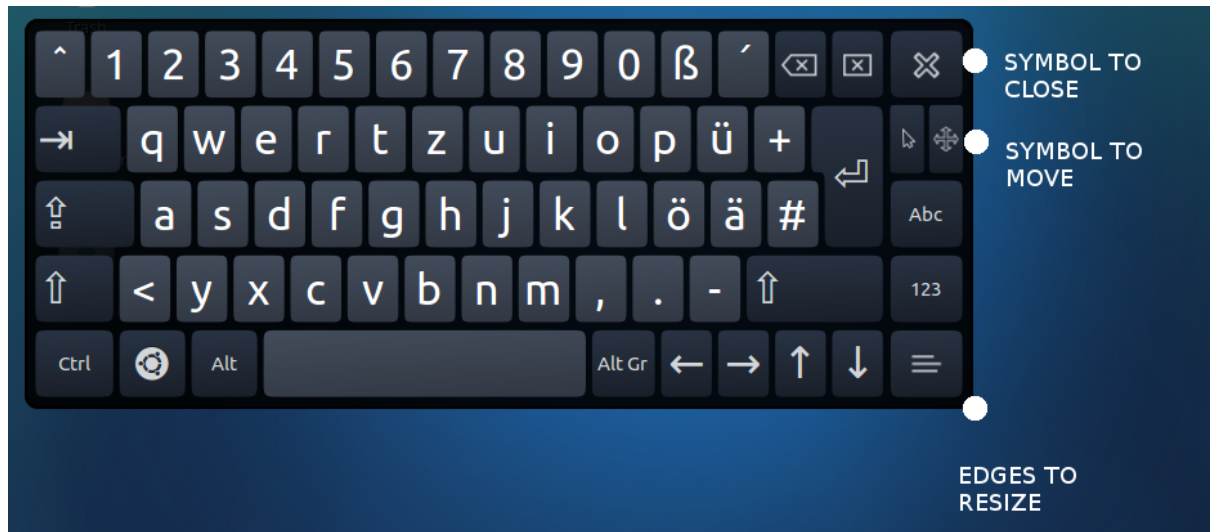 Trash
^ 1 2 3 4 5 6 7 8 9 0 ß ´
SYMBOL TO
CLOSE
q w e r t z u i o p ü +
SYMBOL TO
MOVE
a s d f g h j k l ö ä # Abc
< y x c v b n m , . - 123
Ctrl Alt Alt Gr ← → ↑ ↓
EDGES TO
RESIZE